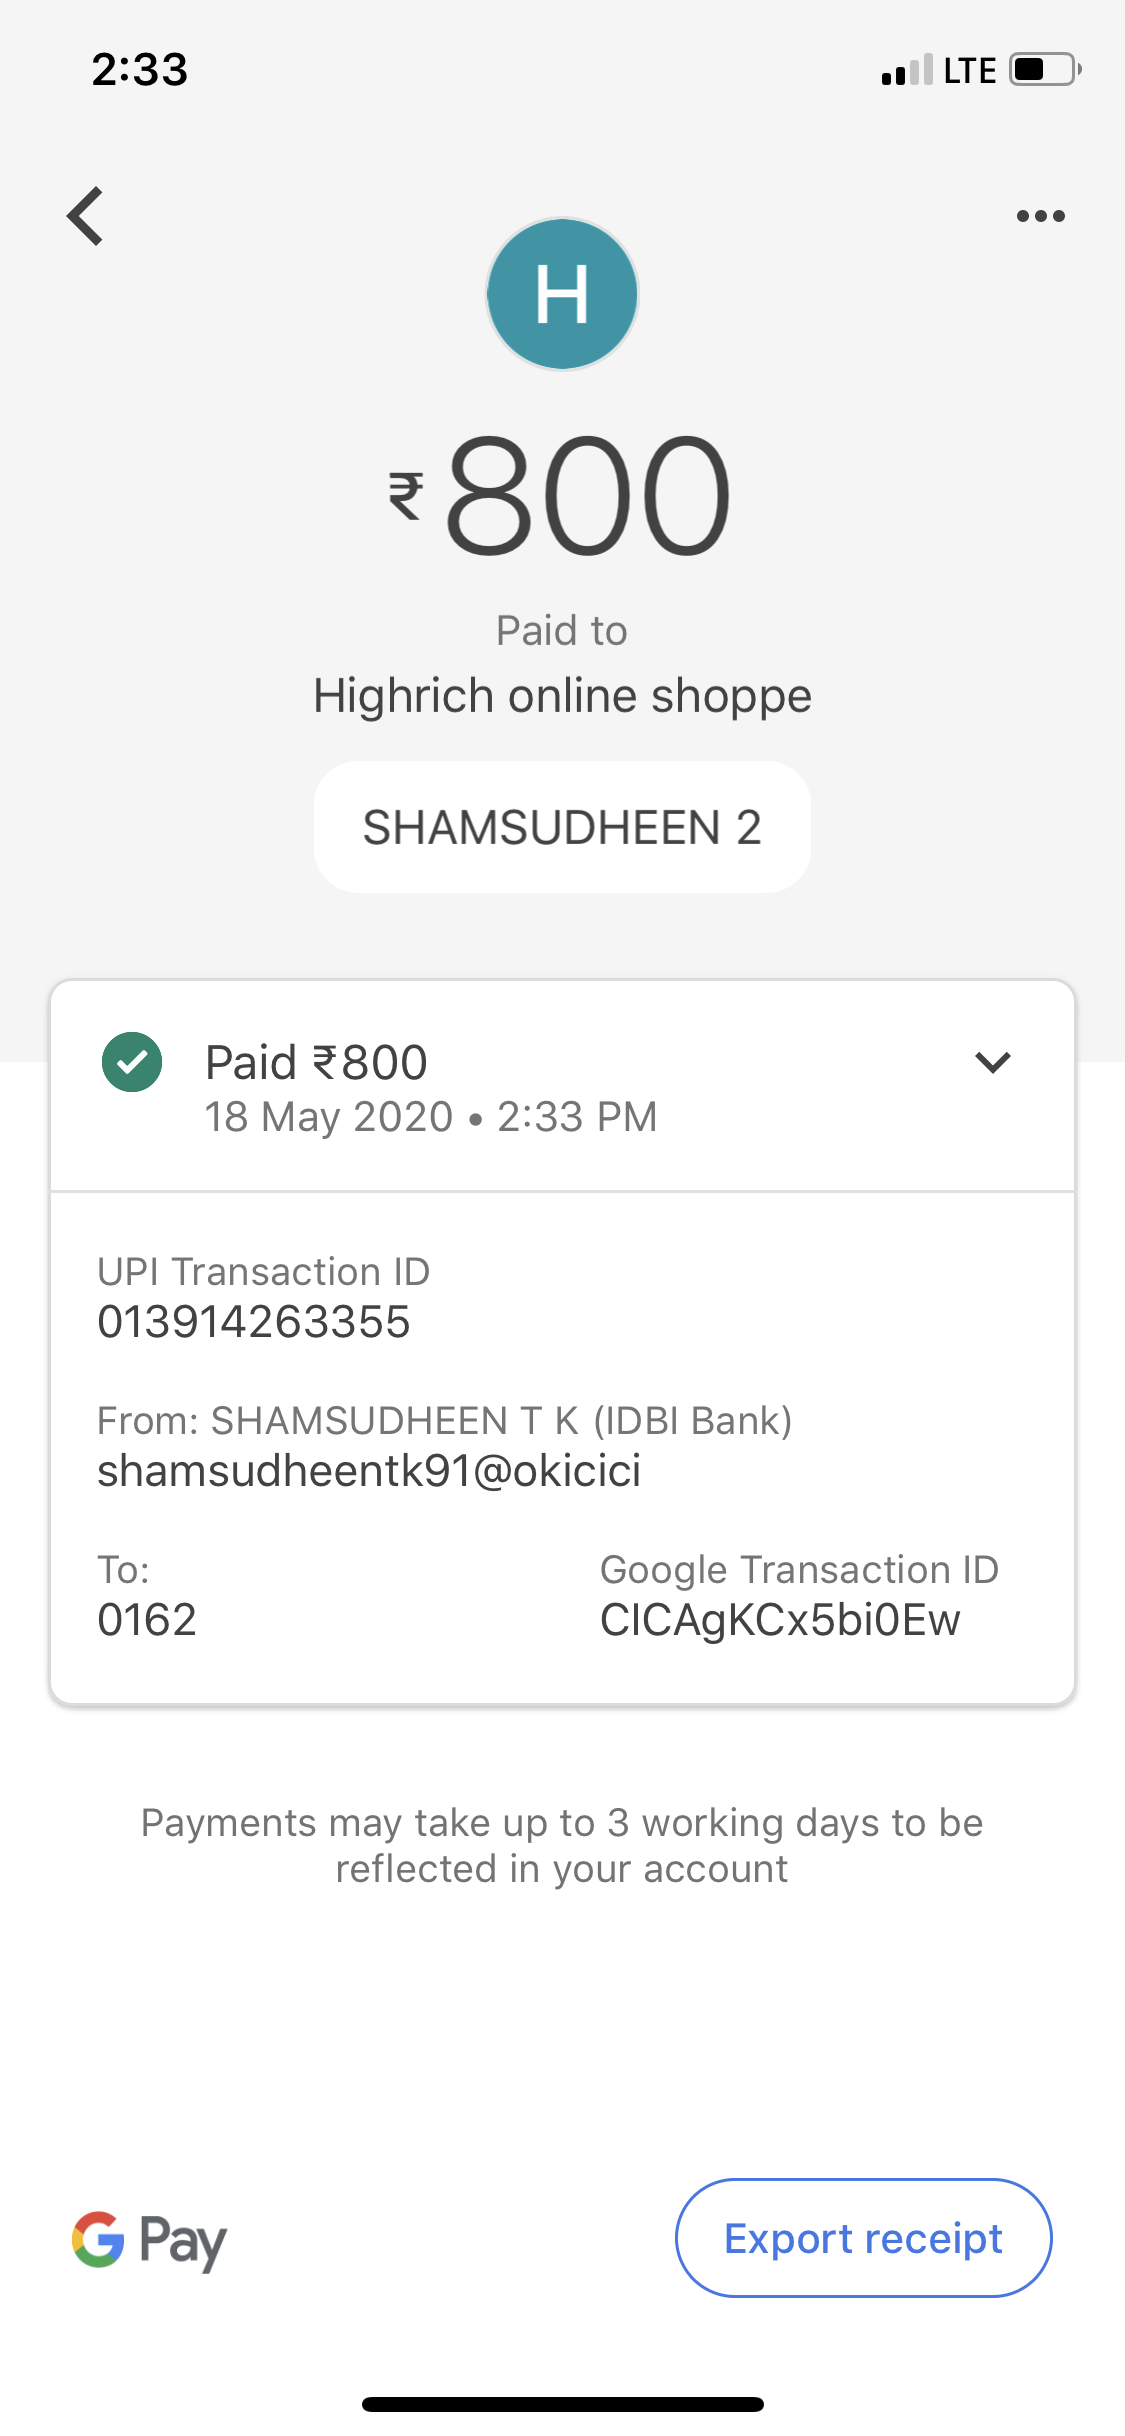 2:33
LTE
H
₹800
Paid to
Highrich online shoppe
SHAMSUDHEEN 2
Paid ₹800
18 May 2020 • 2:33 PM
UPI Transaction ID
013914263355
From: SHAMSUDHEEN T K (IDBI Bank)
shamsudheentk91@okicici
To:
0162
Google Transaction ID
CICAgKCx5bi0Ew
Payments may take up to 3 working days to be
reflected in your account
G Pay
Export receipt